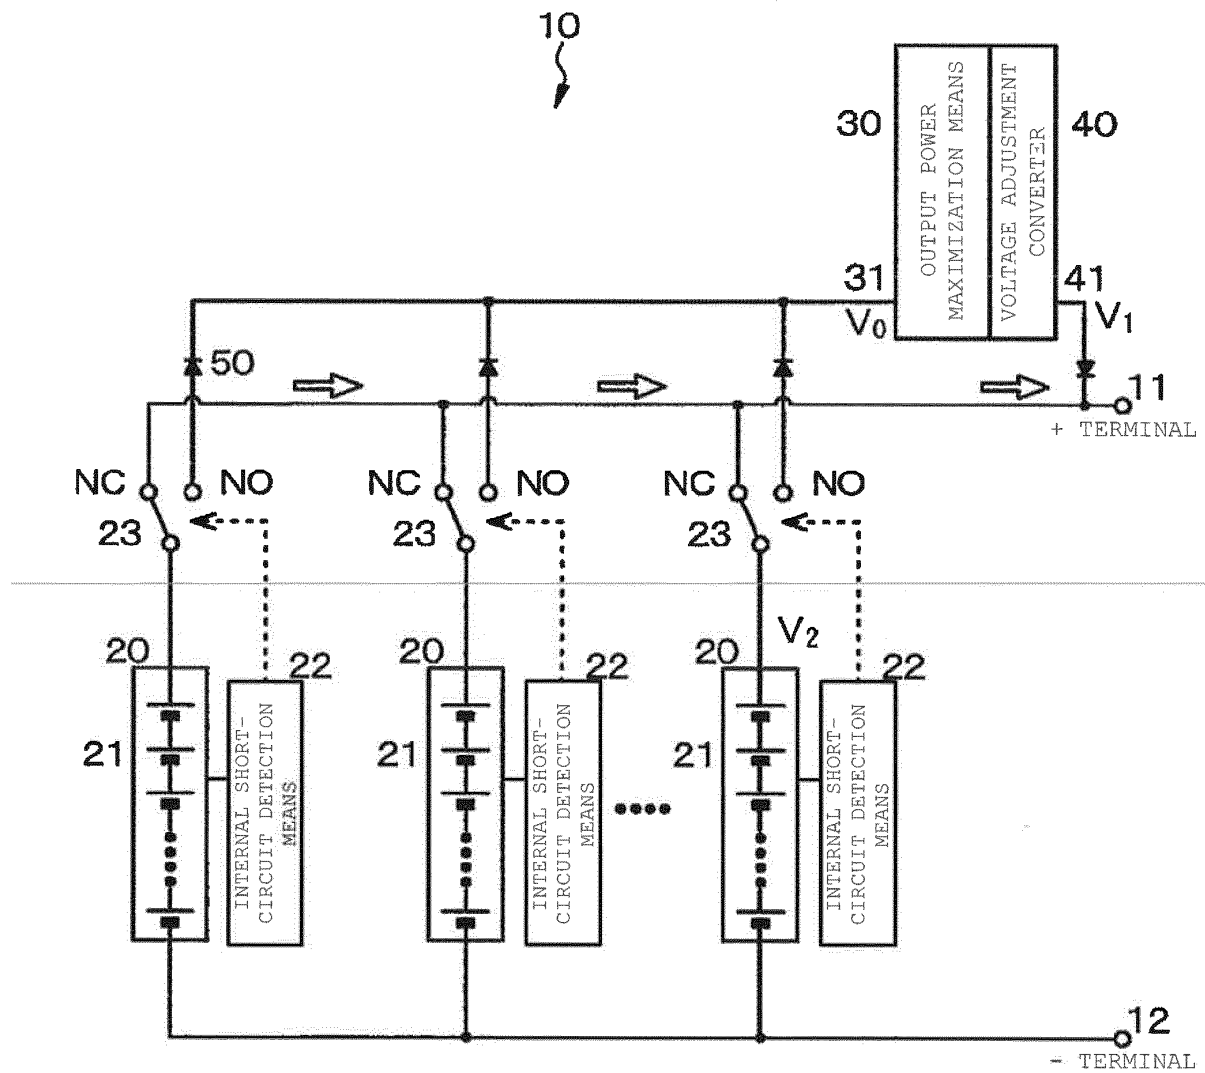 10
30
OUTPUT POWER
MAXIMIZATION MEANS
VOLTAGE ADJUSTMENT
CONVERTER
40
31
V0
41
V1
50
11
+ TERMINAL
NC
NO
NC
NO
NC
NO
23
23
23
V2
20
22
20
22
20
22
21
INTERNAL SHORT-
CIRCUIT DETECTION
MEANS
21
INTERNAL SHORT-
CIRCUIT DETECTION
MEANS
21
INTERNAL SHORT-
CIRCUIT DETECTION
MEANS
12
- TERMINAL